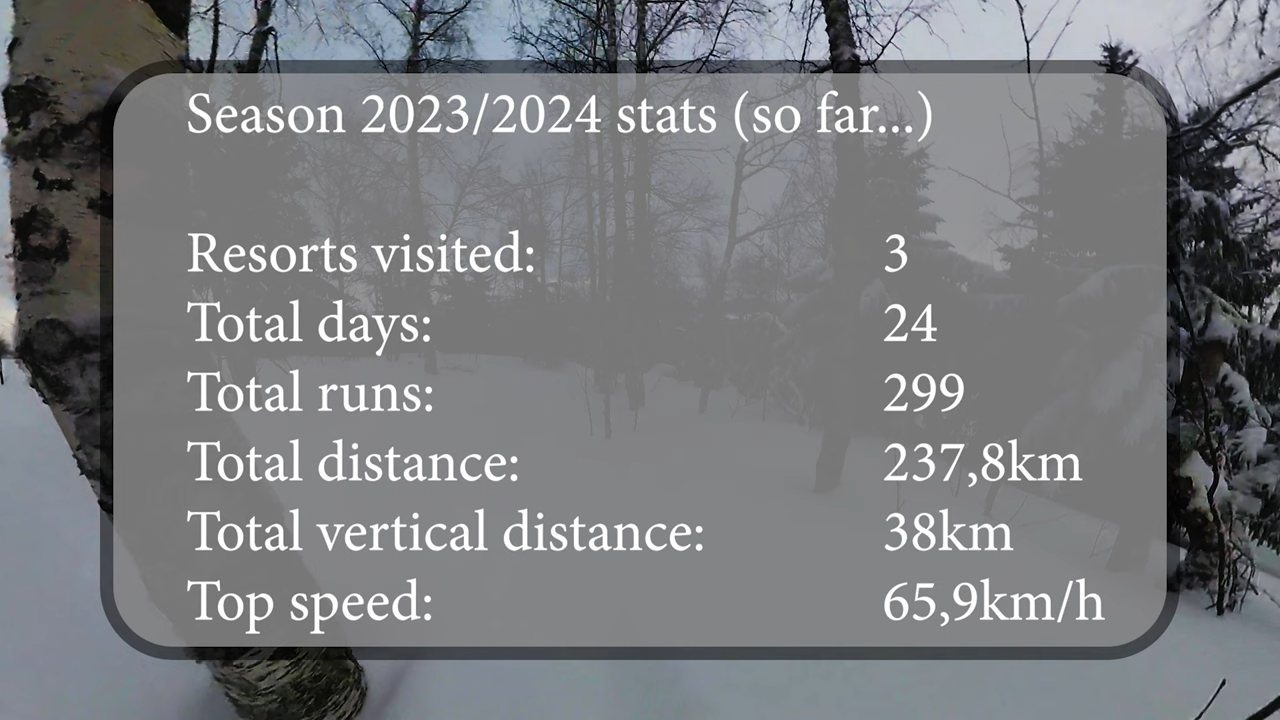 Season 2023/2024 stats (so far...)
Resorts visited: 3
Total days: 24
Total runs: 299
Total distance: 237,8km
Total vertical distance: 38km
Top speed: 65,9km/h